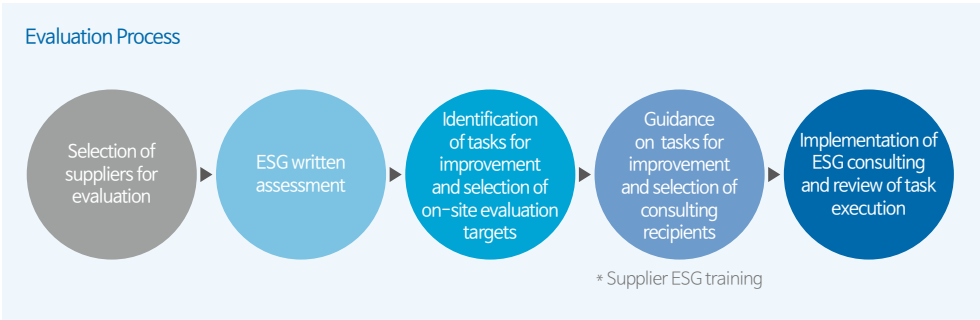 Evaluation Process
Selection of
suppliers for
evaluation
ESG written
assessment
Identification
of tasks for
improvement
and selection of
on-site evaluation
targets
Guidance
on tasks for
improvement
and selection of
consulting
recipients
Implementation of
ESG consulting
and review of task
execution
* Supplier ESG training